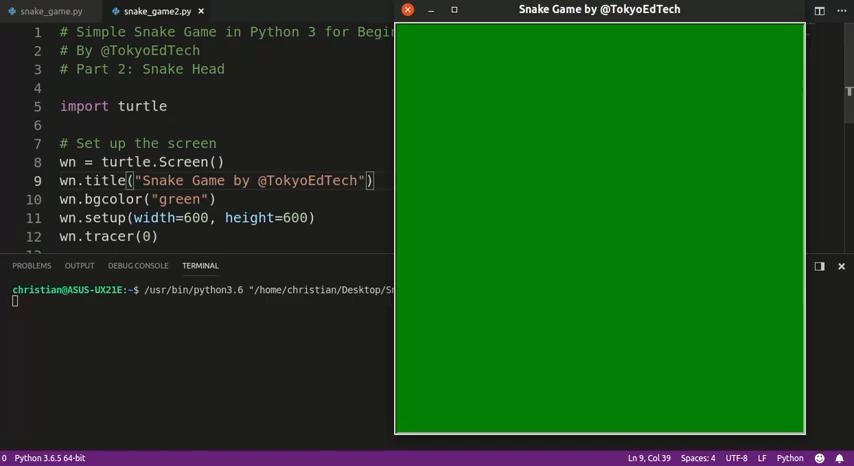 snake_game.py
snake_game2.py
Snake Game by @TokyoEdTech
1 # Simple Snake Game in Python 3 for Begin
2 # By @TokyoEdTech
3 # Part 2: Snake Head
4
5 import turtle
6
7 # Set up the screen
8 wn = turtle.Screen()
9 wn.title("Snake Game by @TokyoEdTech")
10 wn.bgcolor("green")
11 wn.setup(width=600, height=600)
12 wn.tracer(0)
PROBLEMS OUTPUT DEBUG CONSOLE TERMINAL
christian@ASUS-UX21E:~$ /usr/bin/python3.6 "/home/christian/Desktop/Sn
0 Python 3.6.5 64-bit Ln 9, Col 39 Spaces: 4 UTF-8 LF Python